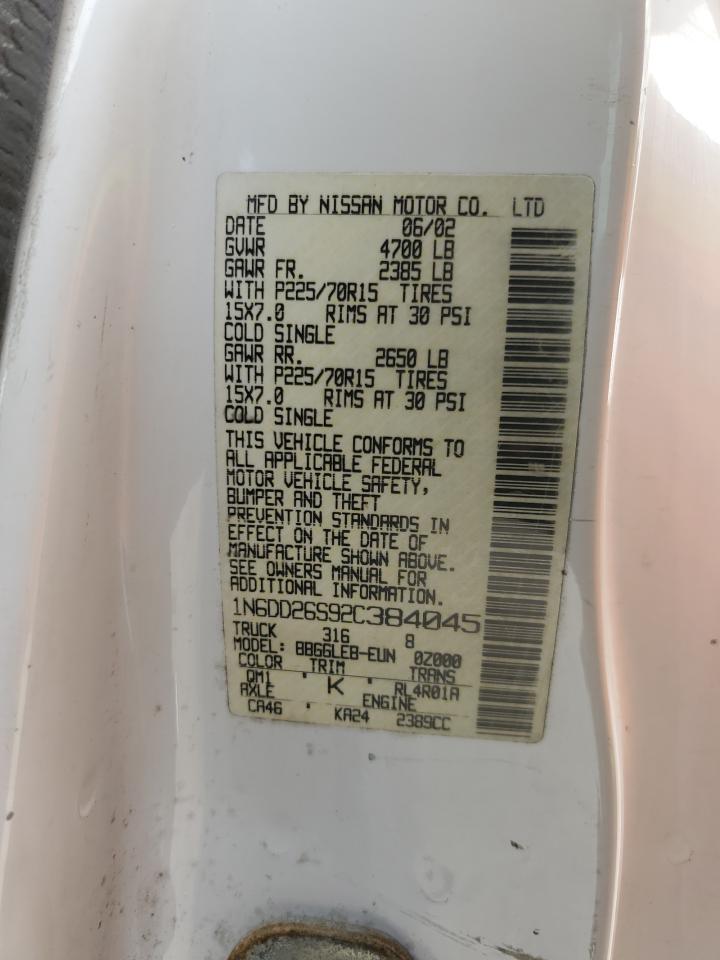 MFD BY NISSAN MOTOR CO. LTD
DATE 06/02
GVWR 4700 LB
GAWR FR. 2385 LB
WITH P225/70R15 TIRES
15X7.0 RIMS AT 30 PSI
COLD SINGLE
GAWR RR. 2650 LB
WITH P225/70R15 TIRES
15X7.0 RIMS AT 30 PSI
COLD SINGLE
THIS VEHICLE CONFORMS TO
ALL APPLICABLE FEDERAL
MOTOR VEHICLE SAFETY,
BUMPER AND THEFT
PREVENTION STANDARDS IN
EFFECT ON THE DATE OF
MANUFACTURE SHOWN ABOVE.
SEE OWNERS MANUAL FOR
ADDITIONAL INFORMATION.
1N6DD26S92C384045
TRUCK 316 8
MODEL: BBGGLEB-EUN 0Z000
COLOR TRIM TRANS
QM1 ' K ' RL4R01A
AXLE ENGINE
CA46 ' KA24 2389CC